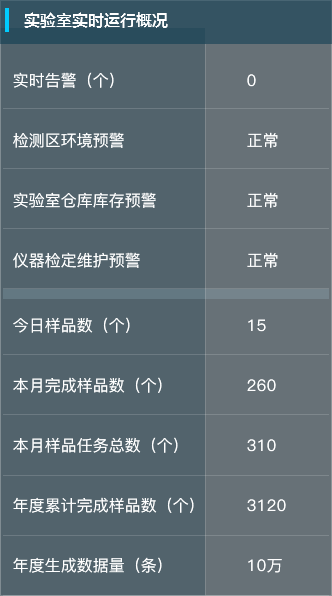 实验室实时运行概况
实时告警（个） 0
检测区环境预警 正常
实验室仓库库存预警 正常
仪器检定维护预警 正常
今日样品数（个） 15
本月完成样品数（个） 260
本月样品任务总数（个） 310
年度累计完成样品数（个） 3120
年度生成数据量（条） 10万